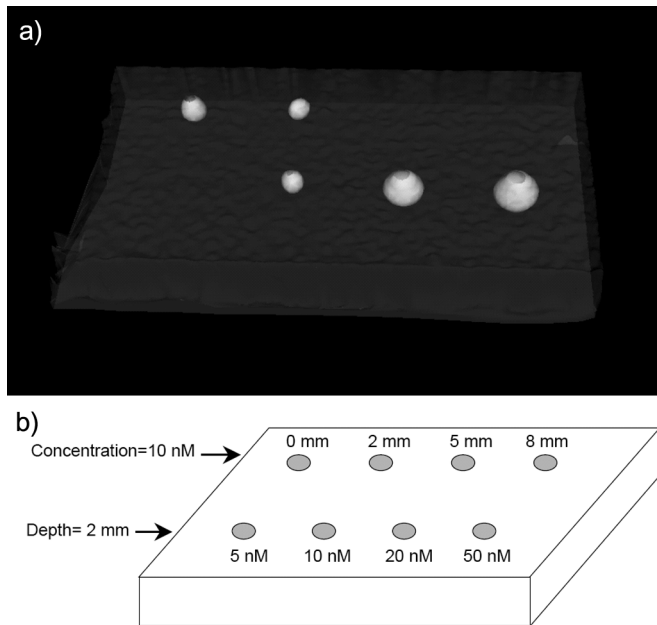 a)
b)
Concentration=10 nM
0 mm 2 mm 5 mm 8 mm
Depth= 2 mm
5 nM 10 nM 20 nM 50 nM